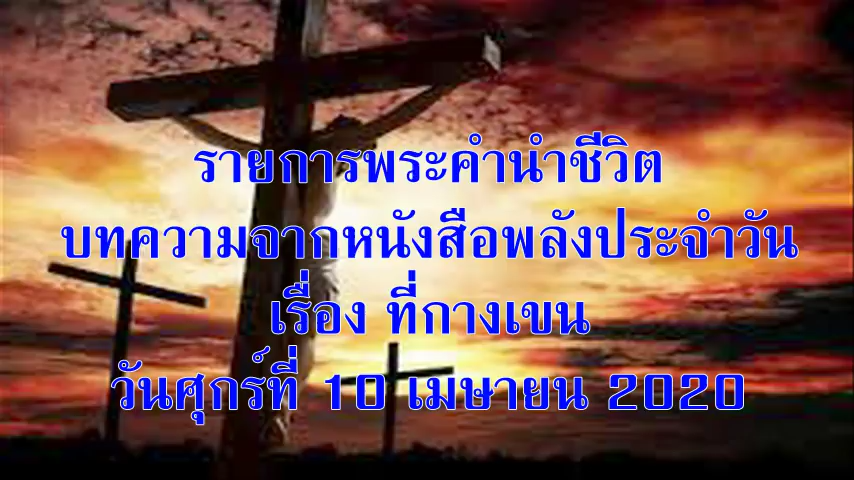 รายการพระคำนำชีวิต
บทความจากหนังสือพลังประจำวัน
เรื่อง ที่กางเขน
วันศุกร์ที่ 10 เมษายน 2020